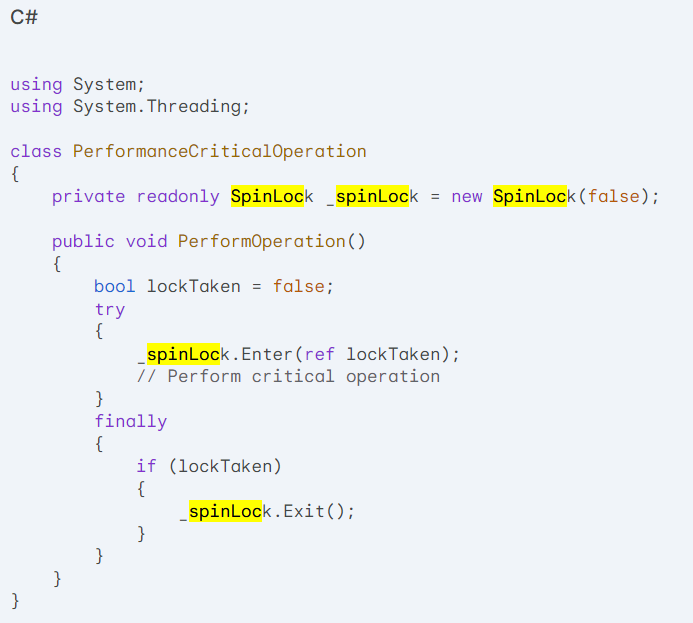 C#
using System;
using System.Threading;
class PerformanceCriticalOperation
{
    private readonly SpinLock _spinLock = new SpinLock(false);
    public void PerformOperation()
    {
        bool lockTaken = false;
        try
        {
            _spinLock.Enter(ref lockTaken);
            // Perform critical operation
        }
        finally
        {
            if (lockTaken)
            {
                _spinLock.Exit();
            }
        }
    }
}